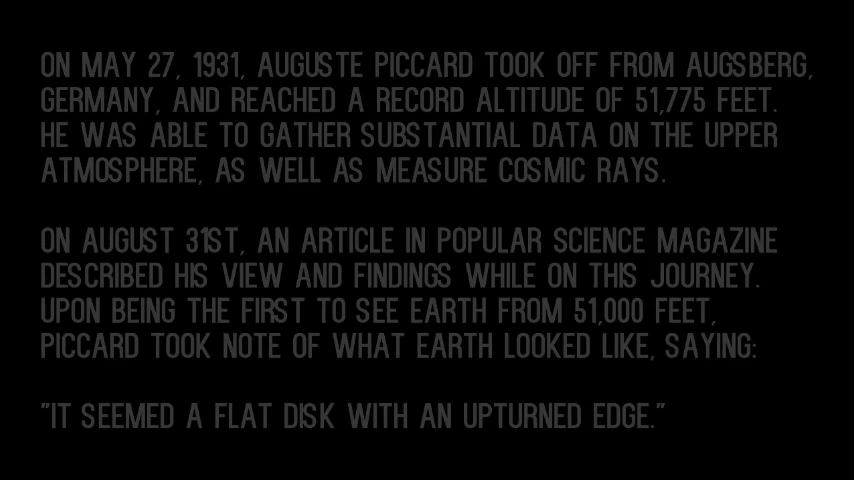 ON MAY 27, 1931, AUGUSTE PICCARD TOOK OFF FROM AUGSBERG,
GERMANY, AND REACHED A RECORD ALTITUDE OF 51,775 FEET.
HE WAS ABLE TO GATHER SUBSTANTIAL DATA ON THE UPPER
ATMOSPHERE, AS WELL AS MEASURE COSMIC RAYS.
ON AUGUST 31ST, AN ARTICLE IN POPULAR SCIENCE MAGAZINE
DESCRIBED HIS VIEW AND FINDINGS WHILE ON THIS JOURNEY.
UPON BEING THE FIRST TO SEE EARTH FROM 51,000 FEET,
PICCARD TOOK NOTE OF WHAT EARTH LOOKED LIKE, SAYING:
"IT SEEMED A FLAT DISK WITH AN UPTURNED EDGE."